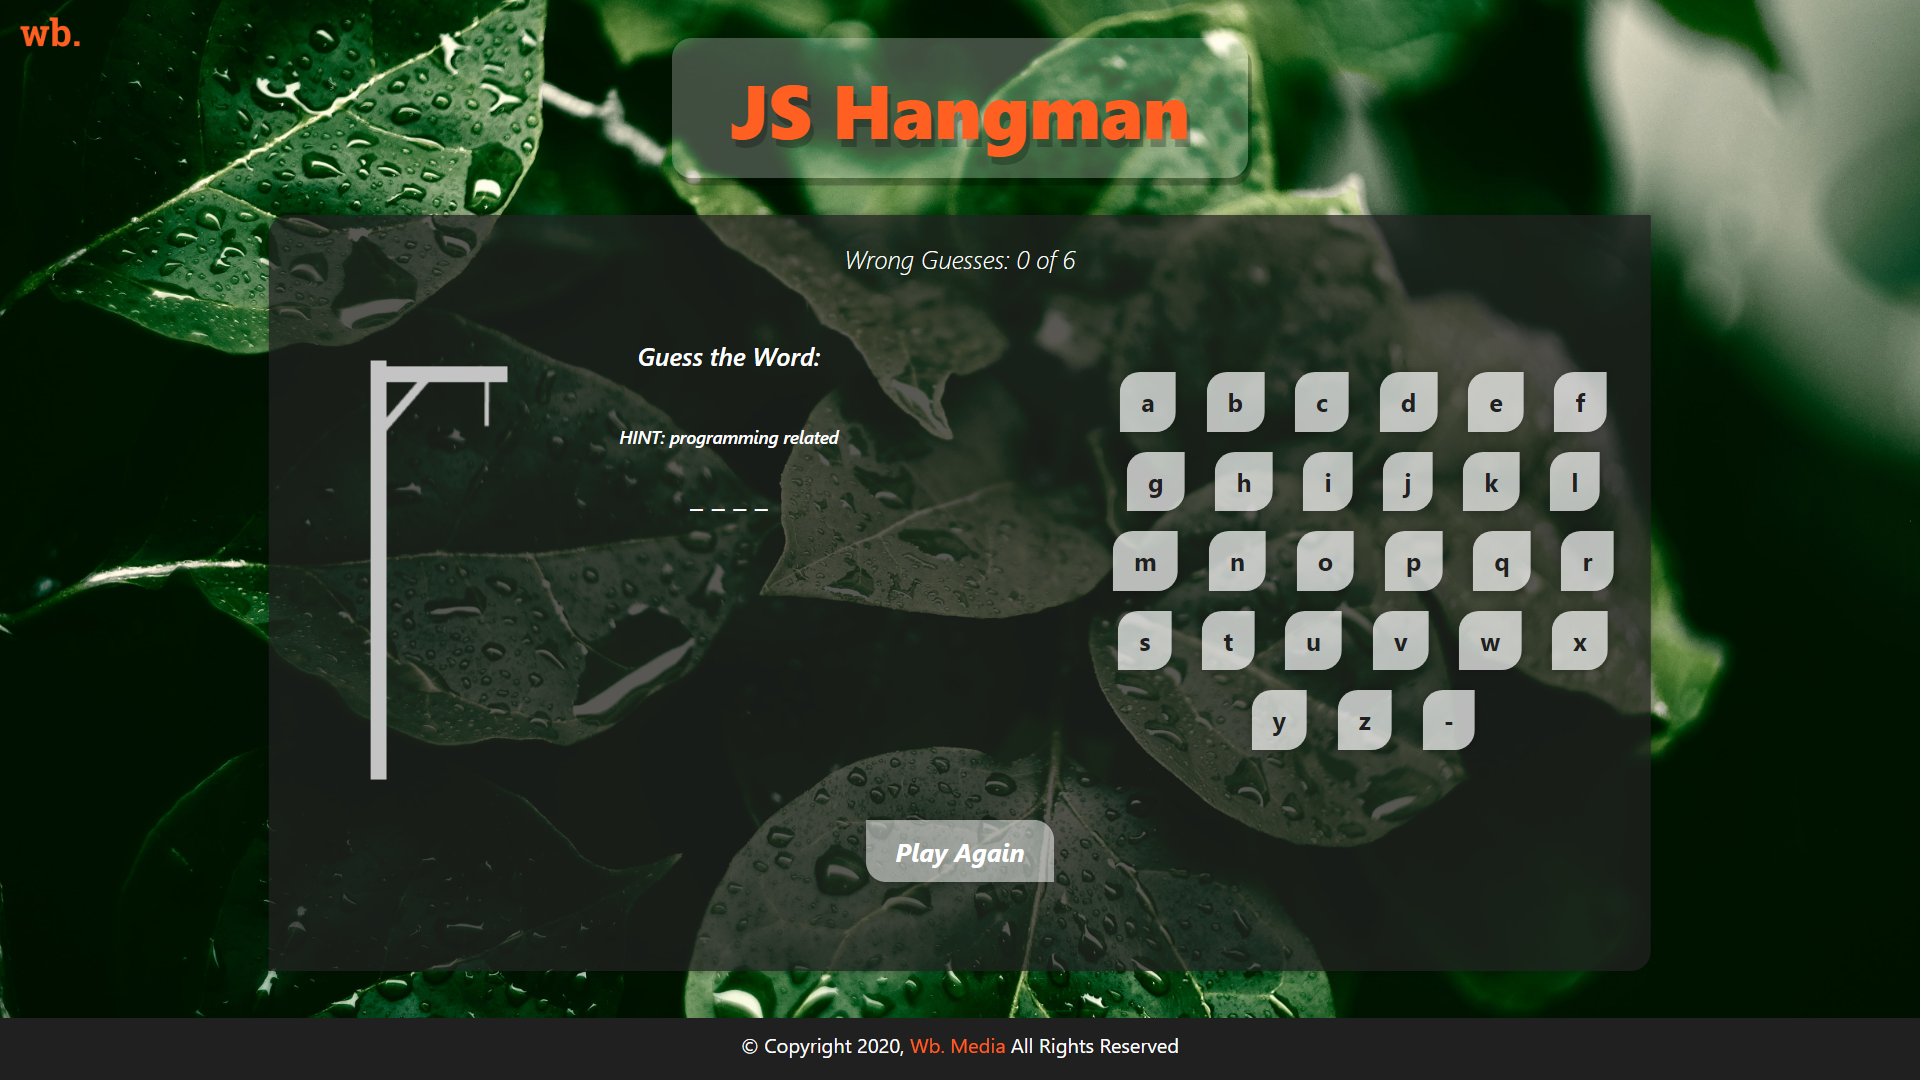 wb.
JS Hangman
Wrong Guesses: 0 of 6
Guess the Word:
HINT: programming related
_ _ _ _
a b c d e f
g h i j k l
m n o p q r
s t u v w x
y z -
Play Again
© Copyright 2020, Wb. Media All Rights Reserved